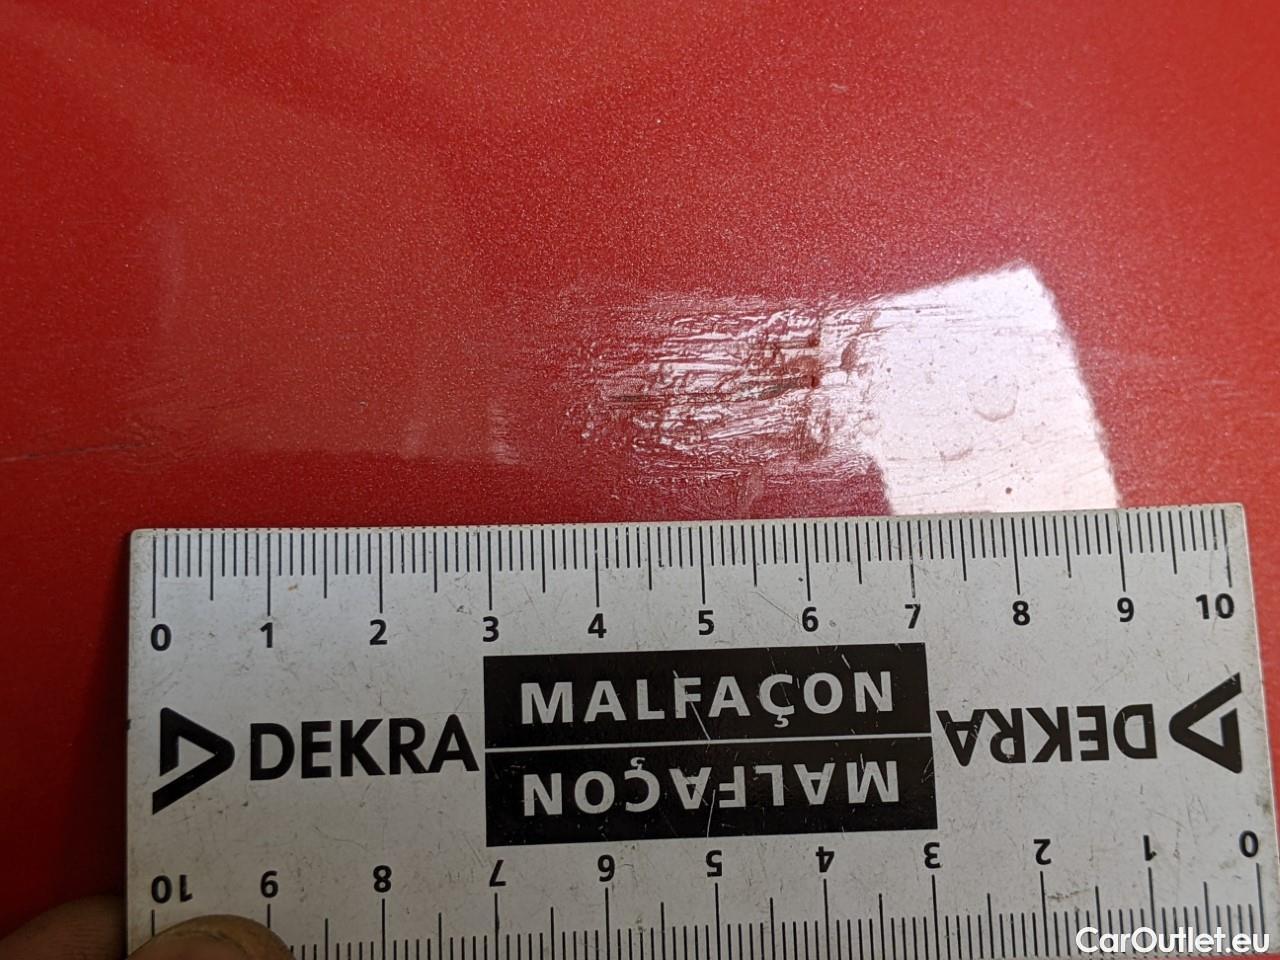 0 1 2 3 4 5 6 7 8 9 10
DEKRA MALFAÇON DEKRA
MALFAÇON
10 9 8 7 6 5 4 3 2 1 0
CarOutlet.eu